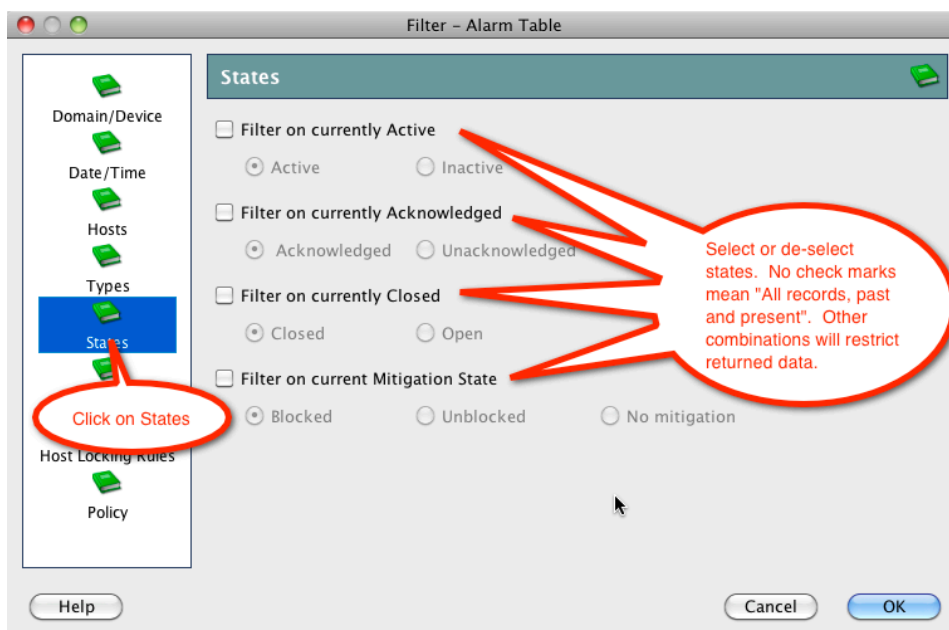 Filter – Alarm Table
States
Domain/Device
Date/Time
Hosts
Types
States
Host Locking Rules
Policy
Click on States
Filter on currently Active
Active Inactive
Filter on currently Acknowledged
Acknowledged Unacknowledged
Filter on currently Closed
Closed Open
Filter on current Mitigation State
Blocked Unblocked No mitigation
Select or de-select
states. No check marks
mean "All records, past
and present". Other
combinations will restrict
returned data.
Help Cancel OK